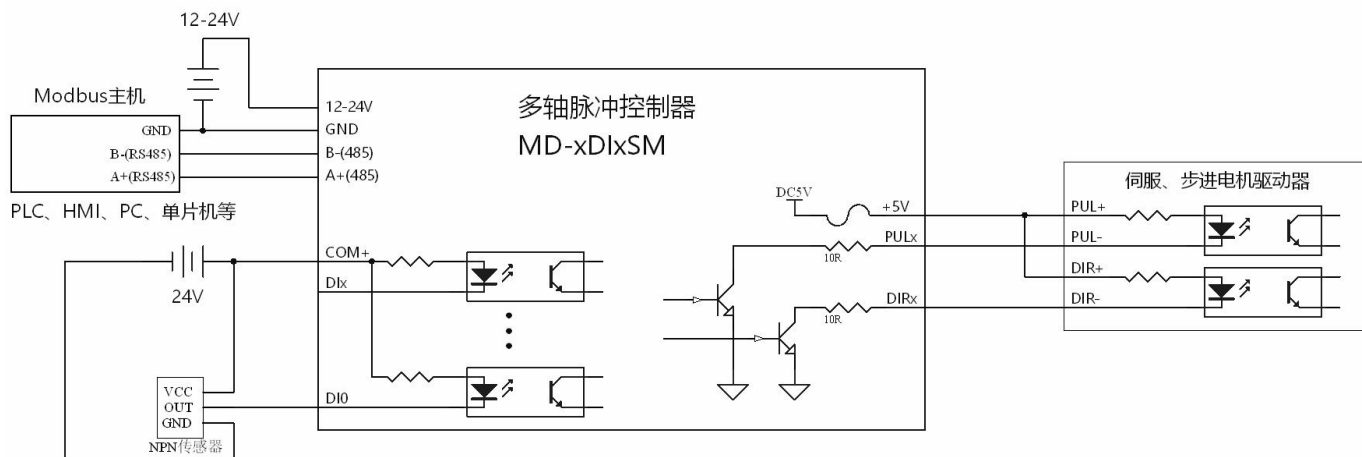 12-24V
Modbus主机
GND
B-(RS485)
A+(RS485)
PLC、HMI、PC、单片机等
12-24V
GND
B-(485)
A+(485)
多轴脉冲控制器
MD-xDIxSM
DC5V
+5V
PULx
10R
DIRx
10R
伺服、步进电机驱动器
PUL+
PUL-
DIR+
DIR-
24V
COM+
DIx
DI0
VCC
OUT
GND
NPN传感器